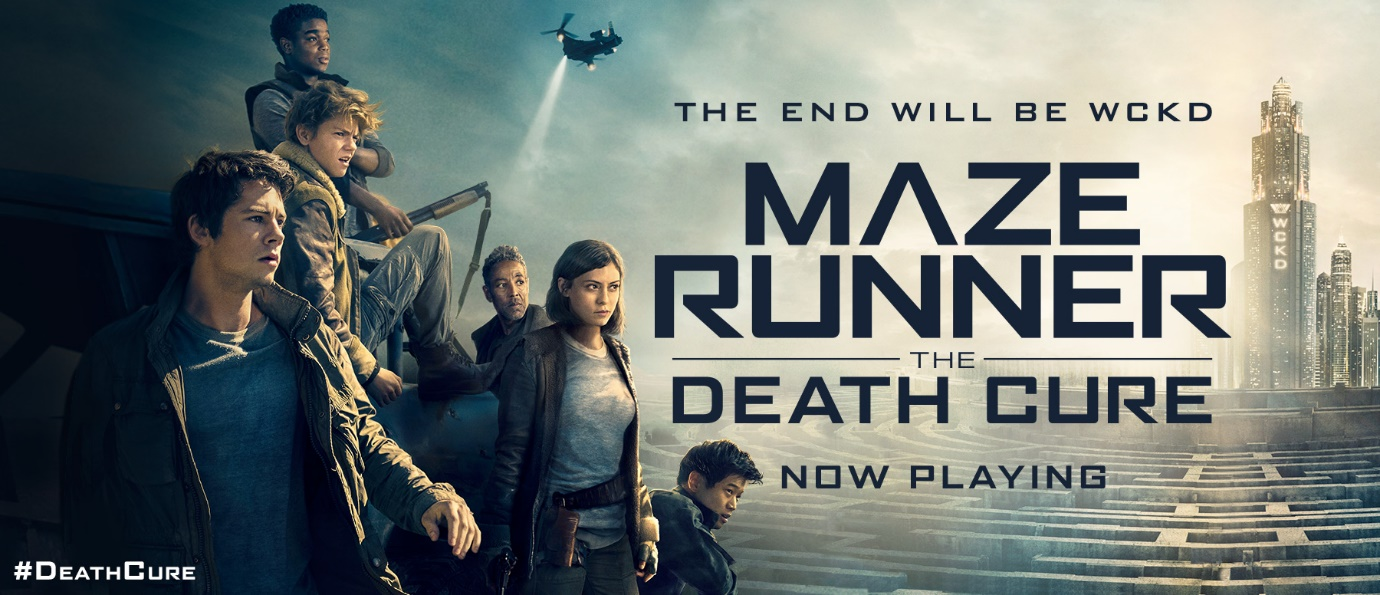 THE END WILL BE WCKD
MAZE
RUNNER
THE
DEATH CURE
NOW PLAYING
WCKD
#DEATHCURE